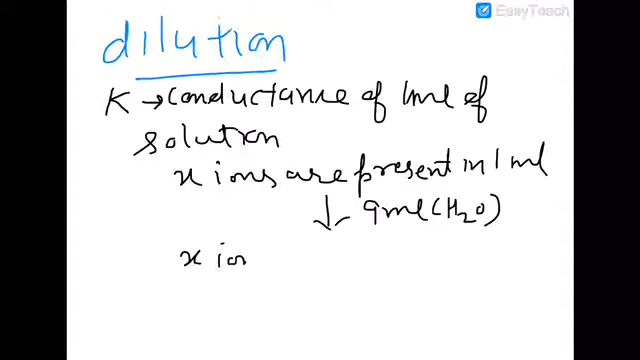 EasyTeach
dilution
K → Conductance of 1ml of
solution
x ions are present in 1 ml
↓ 9ml (H₂O)
x ion